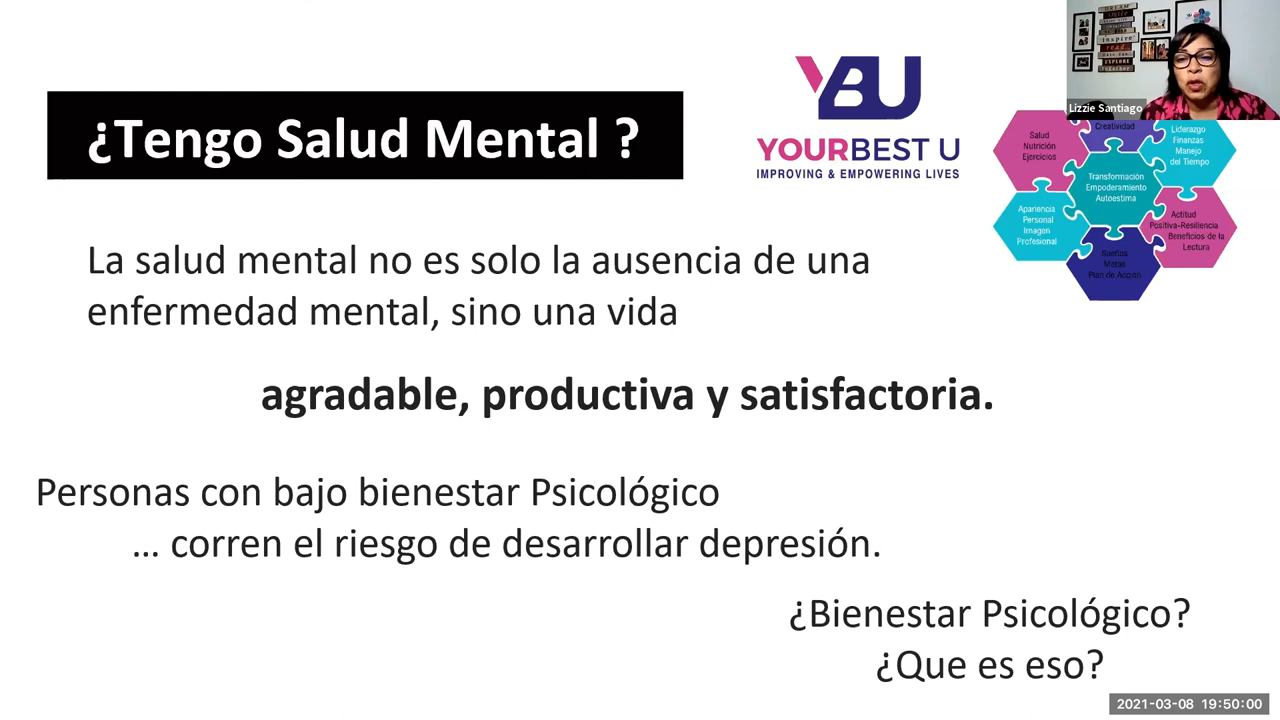 ¿Tengo Salud Mental ?
YBU
YOURBEST U
IMPROVING & EMPOWERING LIVES
Lizzie Santiago
Salud
Nutrición
Ejercicios
Creatividad
Liderazgo
Finanzas
Manejo
del Tiempo
Transformación
Empoderamiento
Autoestima
Apariencia
Personal
Imagen
Profesional
Actitud
Positiva-Resiliencia
Beneficios de la
Lectura
Sueños
Metas
Plan de Acción
La salud mental no es solo la ausencia de una
enfermedad mental, sino una vida
agradable, productiva y satisfactoria.
Personas con bajo bienestar Psicológico
... corren el riesgo de desarrollar depresión.
¿Bienestar Psicológico?
¿Que es eso?
2021-03-08 19:50:00